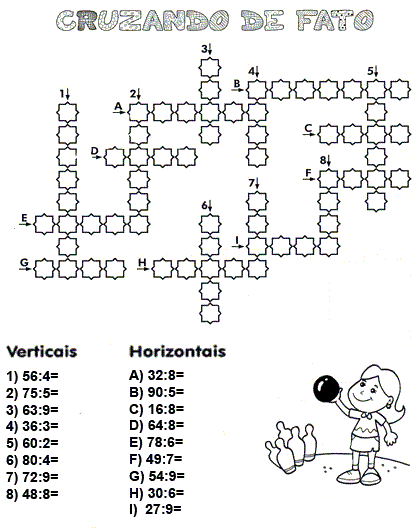 CRUZANDO DE FATO
3
1
2
4
5
B
A
C
D
8
F
7
6
E
I
G
H
Verticais
1) 56:4=
2) 75:5=
3) 63:9=
4) 36:3=
5) 60:2=
6) 80:4=
7) 72:9=
8) 48:8=
Horizontais
A) 32:8=
B) 90:5=
C) 16:8=
D) 64:8=
E) 78:6=
F) 49:7=
G) 54:9=
H) 30:6=
I) 27:9=